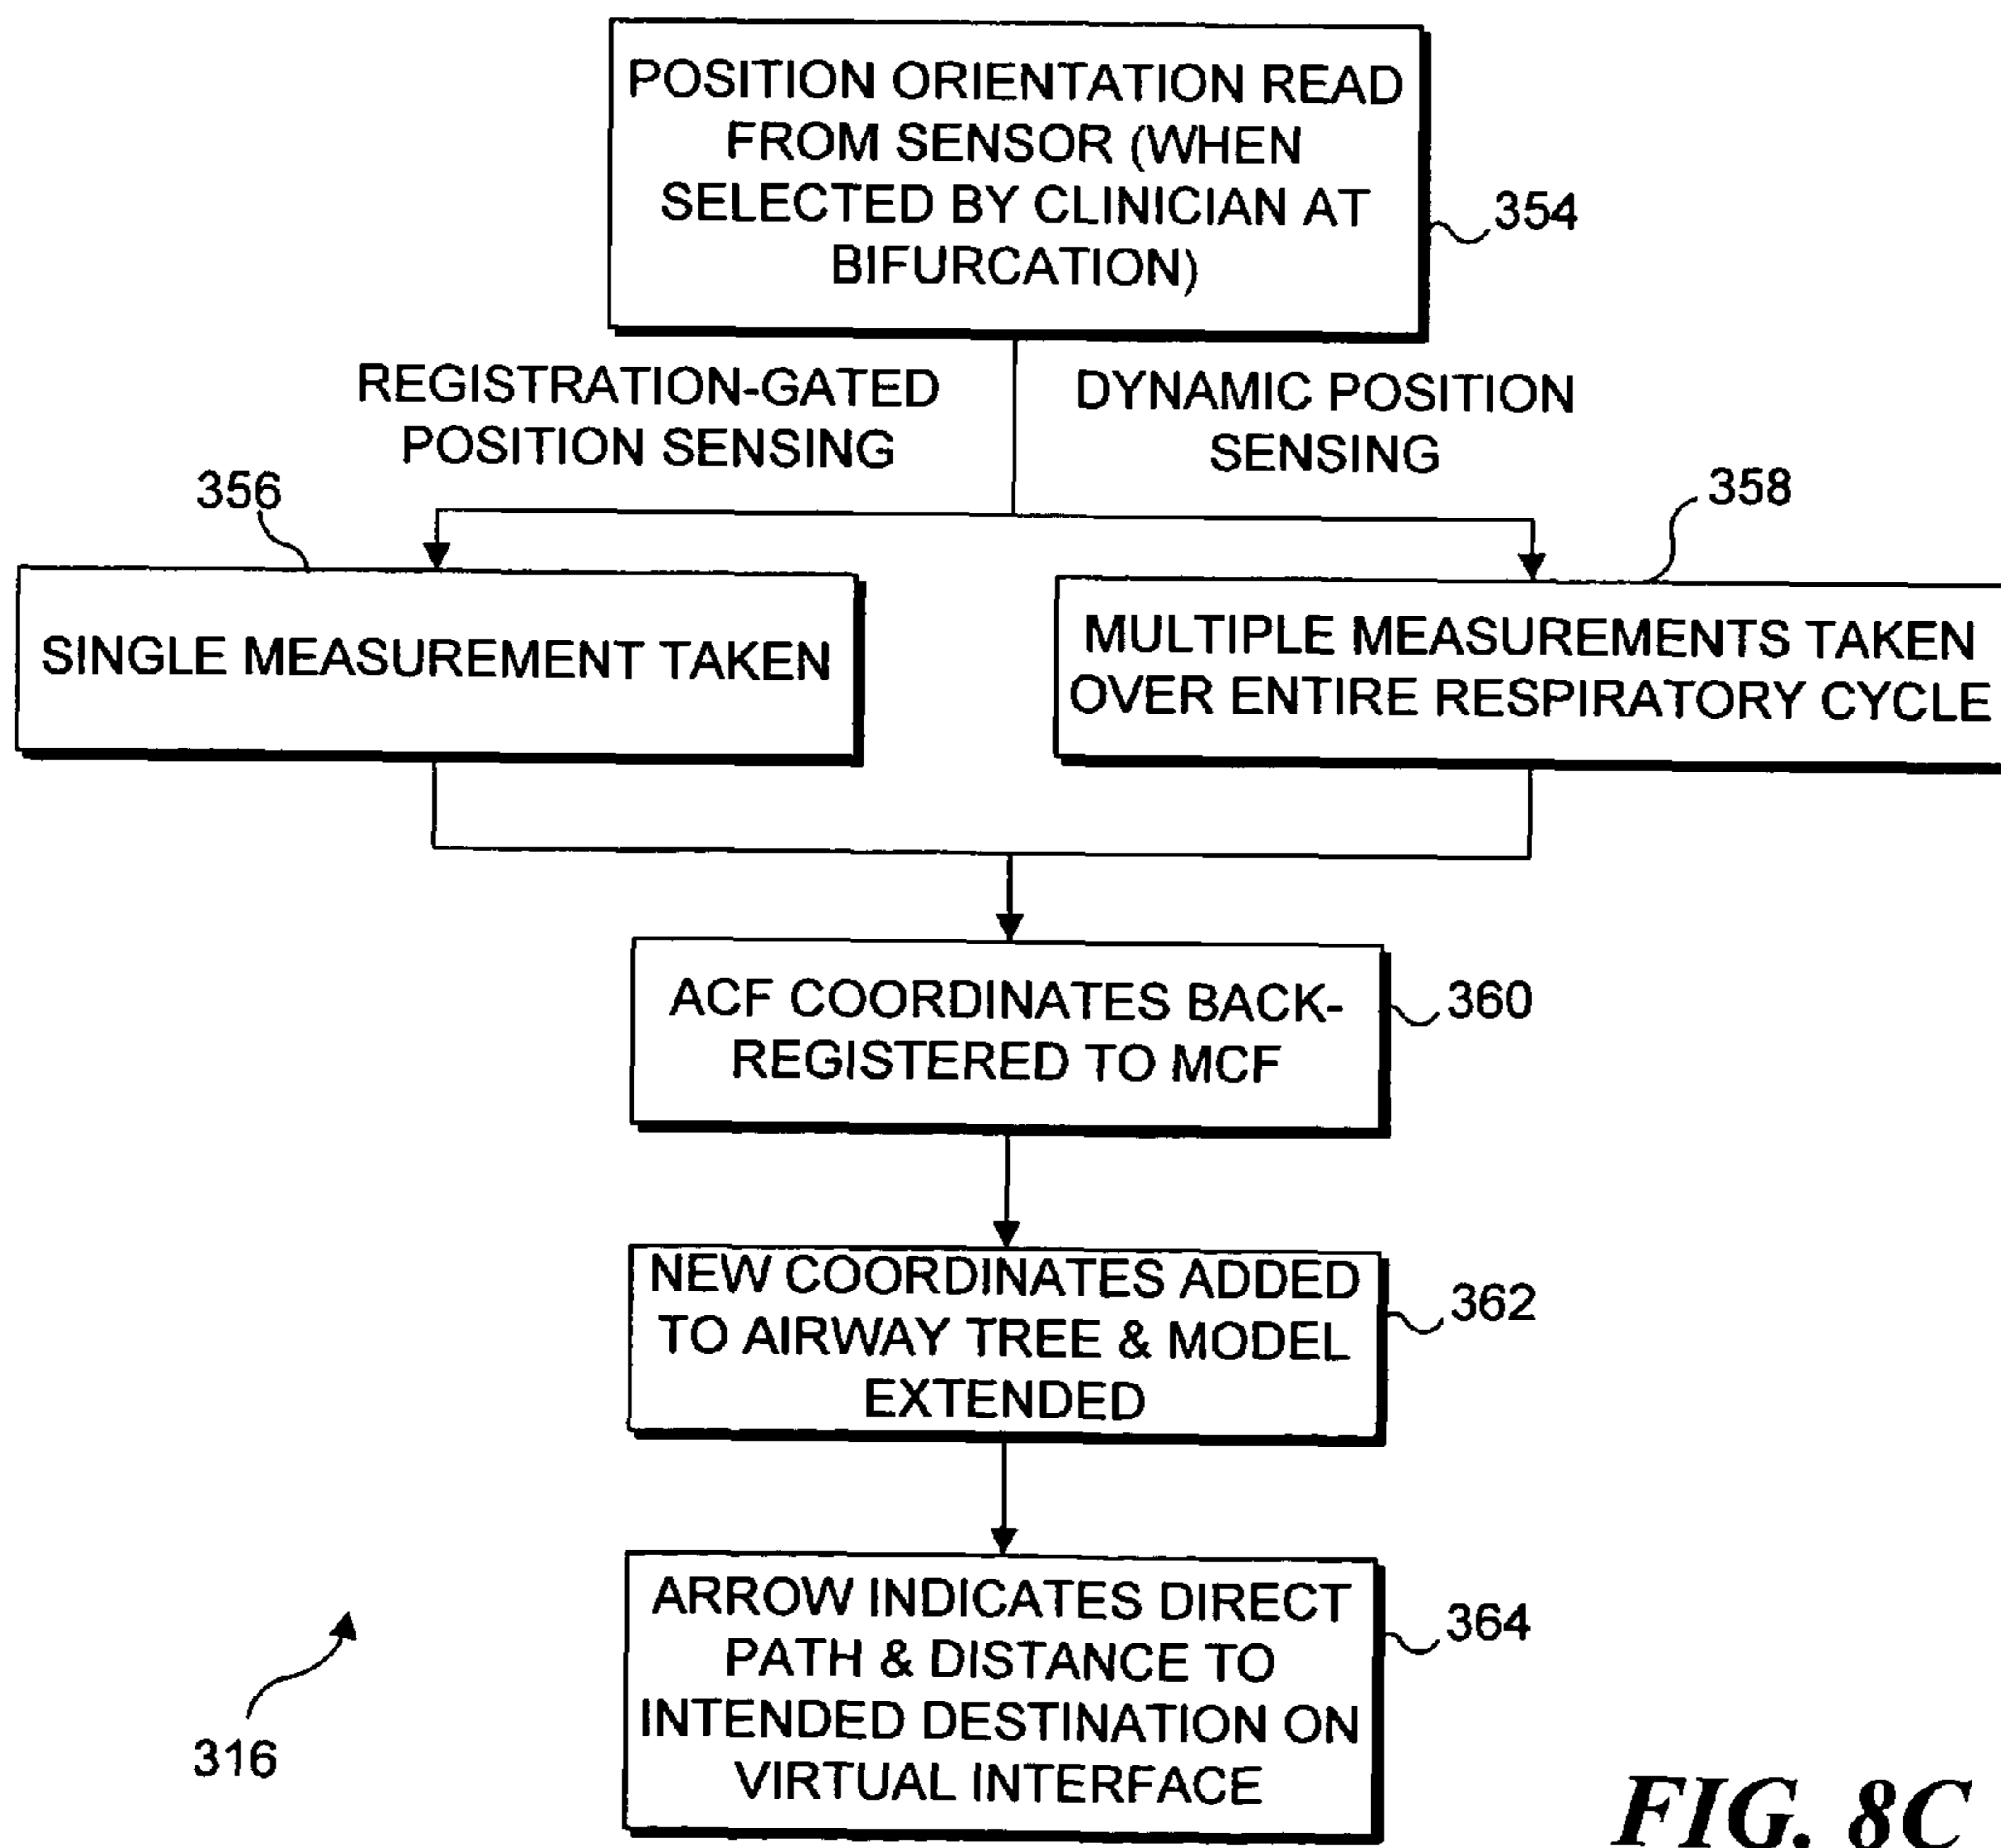 POSITION ORIENTATION READ
FROM SENSOR (WHEN
SELECTED BY CLINICIAN AT
BIFURCATION)
354
REGISTRATION-GATED
POSITION SENSING
DYNAMIC POSITION
SENSING
356
358
SINGLE MEASUREMENT TAKEN
MULTIPLE MEASUREMENTS TAKEN
OVER ENTIRE RESPIRATORY CYCLE
ACF COORDINATES BACK-
REGISTERED TO MCF
360
NEW COORDINATES ADDED
TO AIRWAY TREE & MODEL
EXTENDED
362
ARROW INDICATES DIRECT
PATH & DISTANCE TO
INTENDED DESTINATION ON
VIRTUAL INTERFACE
364
316
FIG. 8C